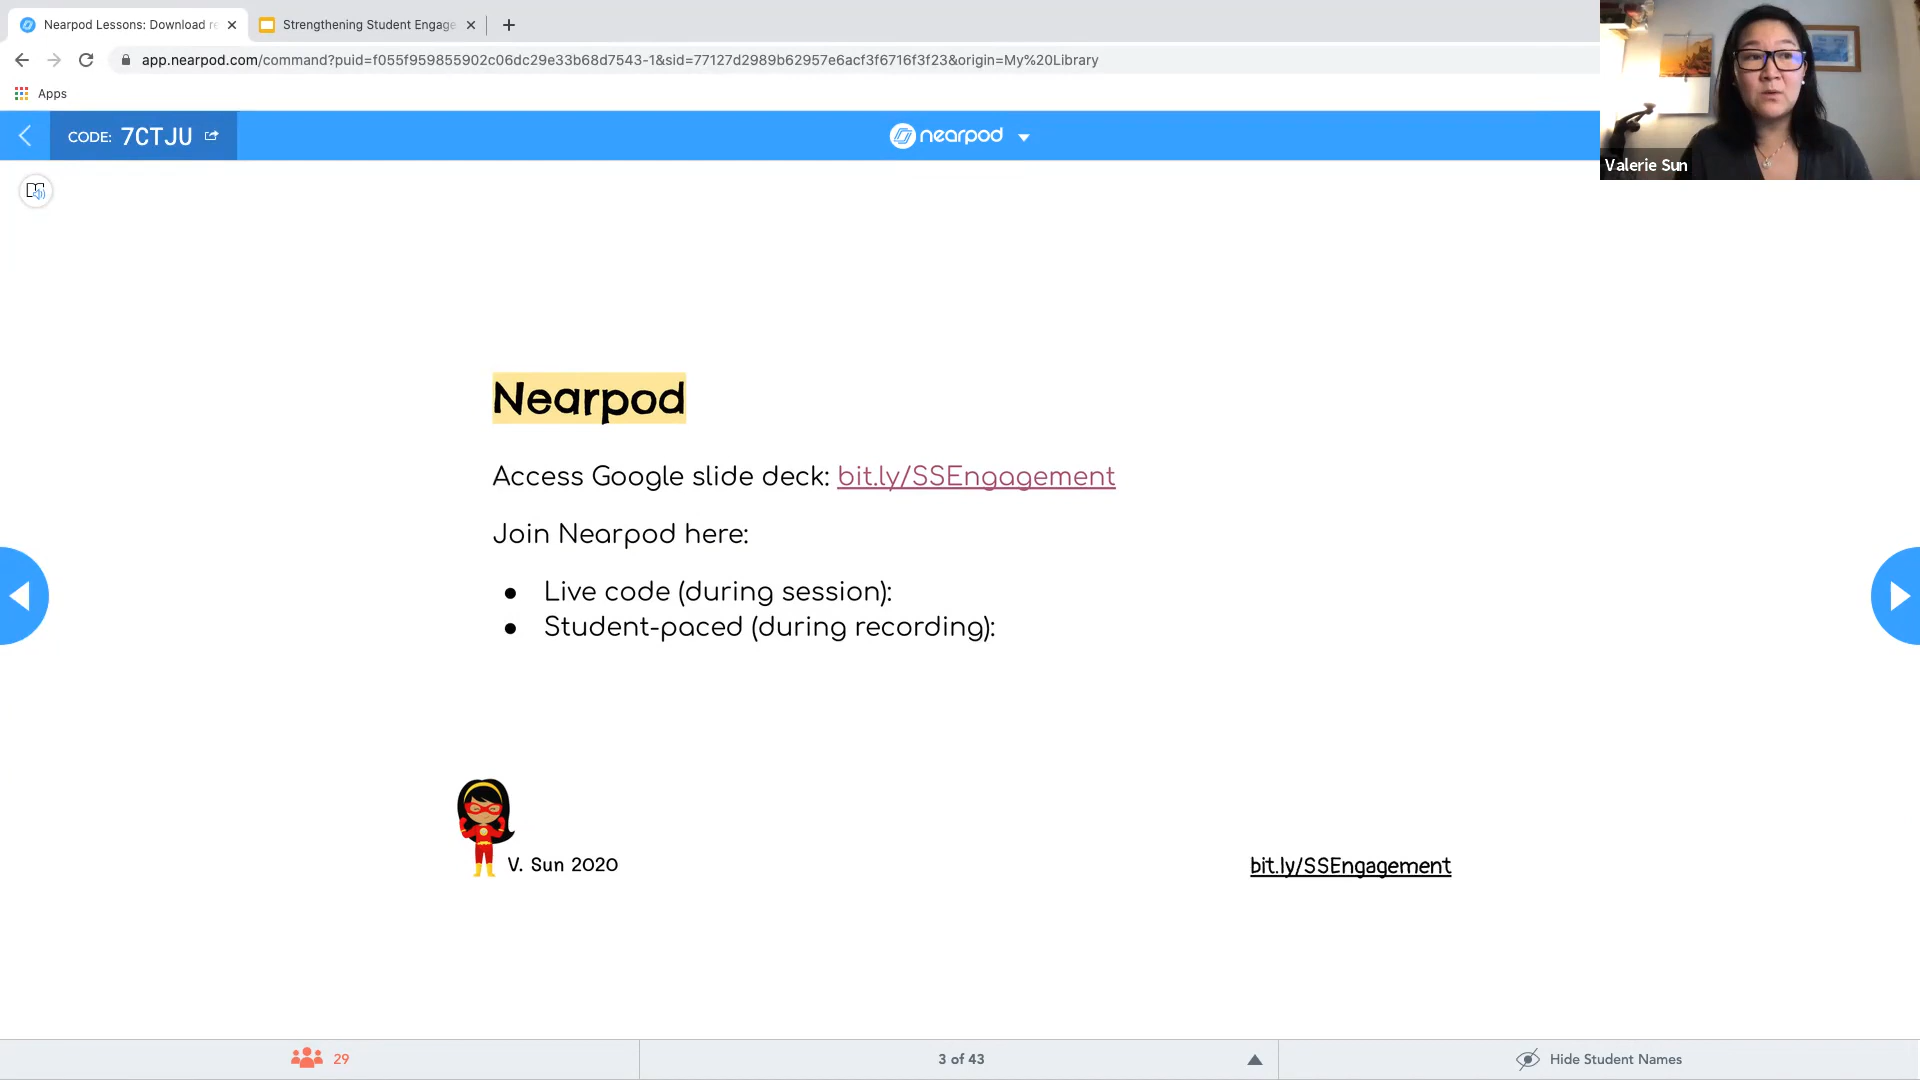 Nearpod Lessons: Download re
Strengthening Student Engage
app.nearpod.com/command?puid=f055f959855902c06dc29e33b68d7543-1&sid=77127d2989b62957e6acf3f6716f3f23&origin=My%20Library
Apps
CODE: 7CTJU
nearpod
Valerie Sun
Nearpod
Access Google slide deck: bit.ly/SSEngagement
Join Nearpod here:
● Live code (during session):
● Student-paced (during recording):
V. Sun 2020
bit.ly/SSEngagement
29
3 of 43
Hide Student Names